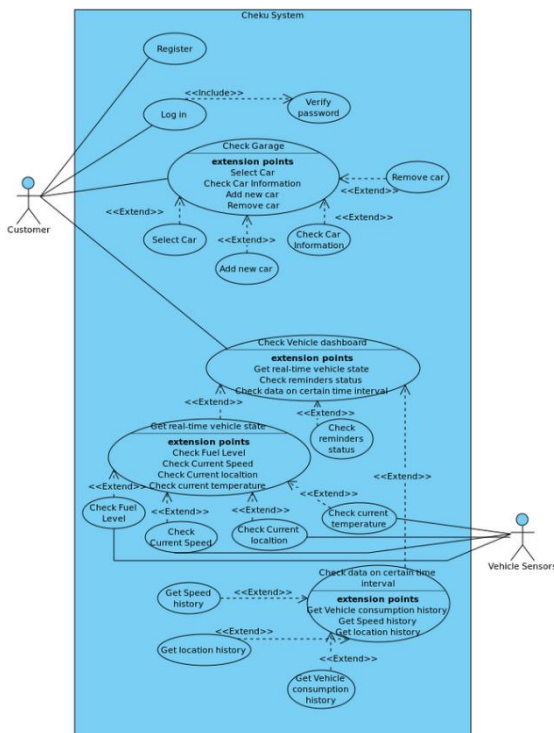 Cheku System
Register
<<Include>>
Log in
Verify
password
Check Garage
extension points
Select Car
Check Car Information
Add new car
Remove car
Remove car
<<Extend>>
Customer
<<Extend>>
Select Car
<<Extend>>
Add new car
<<Extend>>
Check Car
Information
Check Vehicle dashboard
extension points
Get real-time vehicle state
Check reminders status
Check data on certain time interval
<<Extend>>
<<Extend>>
Check
reminders
status
<<Extend>>
Get real-time vehicle state
extension points
Check Fuel Level
Check Current Speed
Check Current localtion
Check current temperature
<<Extend>>
Check Fuel
Level
<<Extend>>
Check
Current Speed
<<Extend>>
Check Current
localtion
<<Extend>>
Check current
temperature
Vehicle Sensors
Check data on certain time
interval
extension points
Get Vehicle consumption history
Get Speed history
Get location history
Get Speed
history
<<Extend>>
Get location history
<<Extend>>
<<Extend>>
Get Vehicle
consumption
history